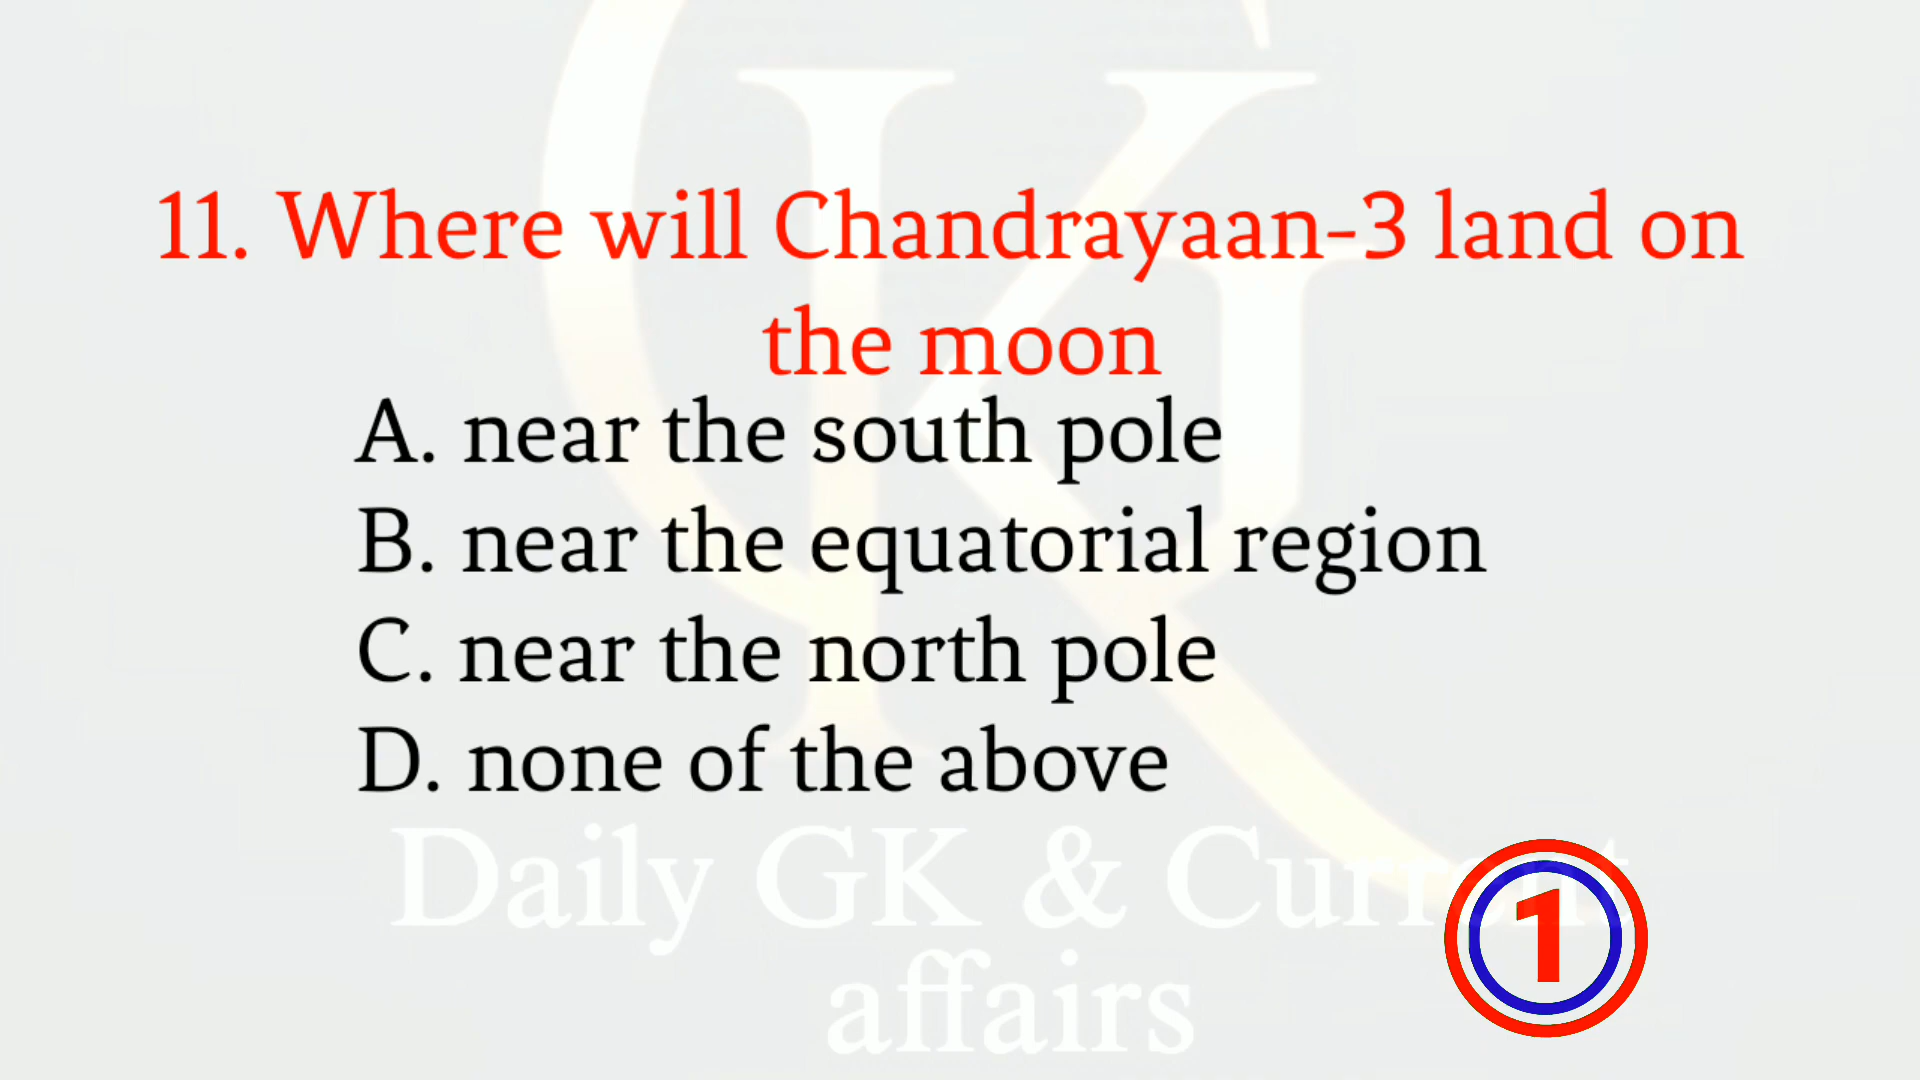 11. Where will Chandrayaan-3 land on
the moon
A. near the south pole
B. near the equatorial region
C. near the north pole
D. none of the above
Daily GK & Current
affairs
1